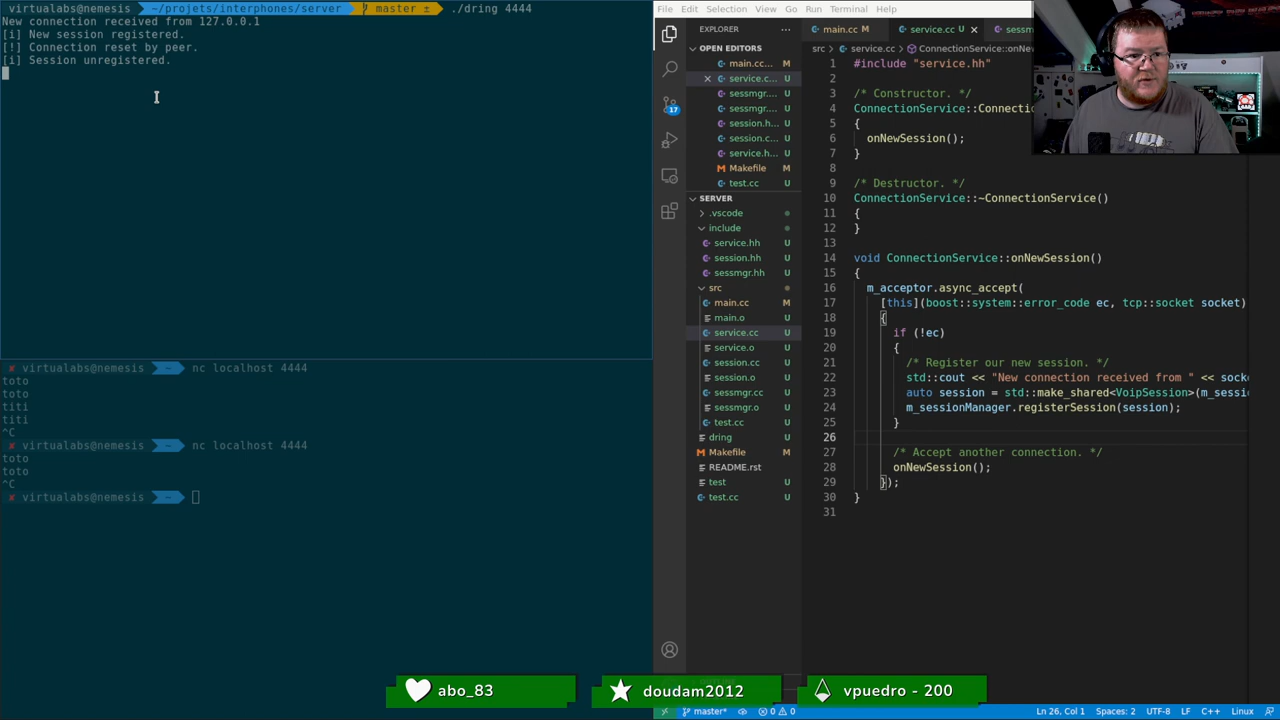 virtualabs@nemesis ~/projets/interphones/server master ± ./dring 4444
New connection received from 127.0.0.1
[i] New session registered.
[!] Connection reset by peer.
[i] Session unregistered.
✘ virtualabs@nemesis ~ nc localhost 4444
toto
toto
titi
titi
^C
✘ virtualabs@nemesis ~ nc localhost 4444
toto
toto
^C
✘ virtualabs@nemesis ~
File Edit Selection View Go Run Terminal Help
EXPLORER ...
OPEN EDITORS
main.cc... M
service.c... U
sessmgr.... U
sessmgr.... U
session.h... U
session.c... U
service.h... U
Makefile M
test.cc U
SERVER
.vscode
include
service.hh U
session.hh U
sessmgr.hh U
src
main.cc M
main.o U
service.cc U
service.o U
session.cc U
session.o U
sessmgr.cc U
sessmgr.o U
test.cc U
dring U
Makefile M
README.rst
test U
test.cc U
17
main.cc M service.cc U sessm
src > service.cc > ConnectionService::onNew
1 #include "service.hh"
2
3 /* Constructor. */
4 ConnectionService::Connectio
5 {
6 onNewSession();
7 }
8
9 /* Destructor. */
10 ConnectionService::~ConnectionService()
11 {
12 }
13
14 void ConnectionService::onNewSession()
15 {
16 m_acceptor.async_accept(
17 [this](boost::system::error_code ec, tcp::socket socket)
18 {
19 if (!ec)
20 {
21 /* Register our new session. */
22 std::cout << "New connection received from " << socke
23 auto session = std::make_shared<VoipSession>(m_sessi
24 m_sessionManager.registerSession(session);
25 }
26
27 /* Accept another connection. */
28 onNewSession();
29 });
30 }
31
abo_83
doudam2012
vpuedro - 200
master* 0 0 Ln 26, Col 1 Spaces: 2 UTF-8 LF C++ Linux